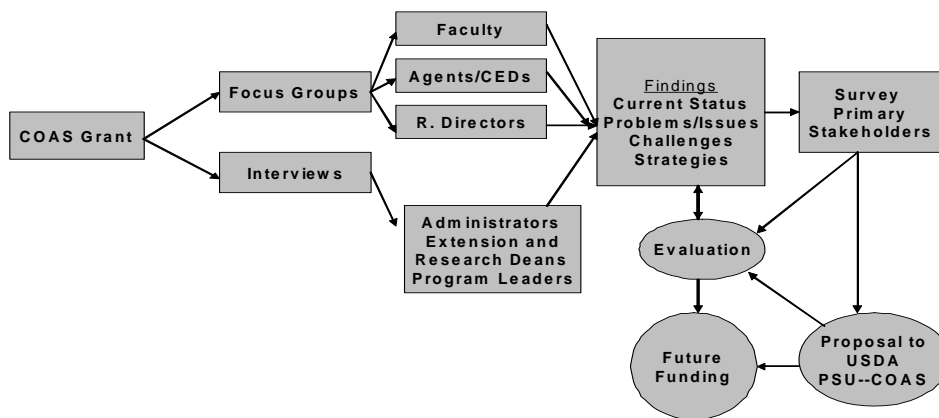 COAS Grant
Focus Groups
Interviews
Faculty
Agents/CEDs
R. Directors
Administrators
Extension and
Research Deans
Program Leaders
Findings
Current Status
Problems/Issues
Challenges
Strategies
Survey
Primary
Stakeholders
Evaluation
Future
Funding
Proposal to
USDA
PSU--COAS